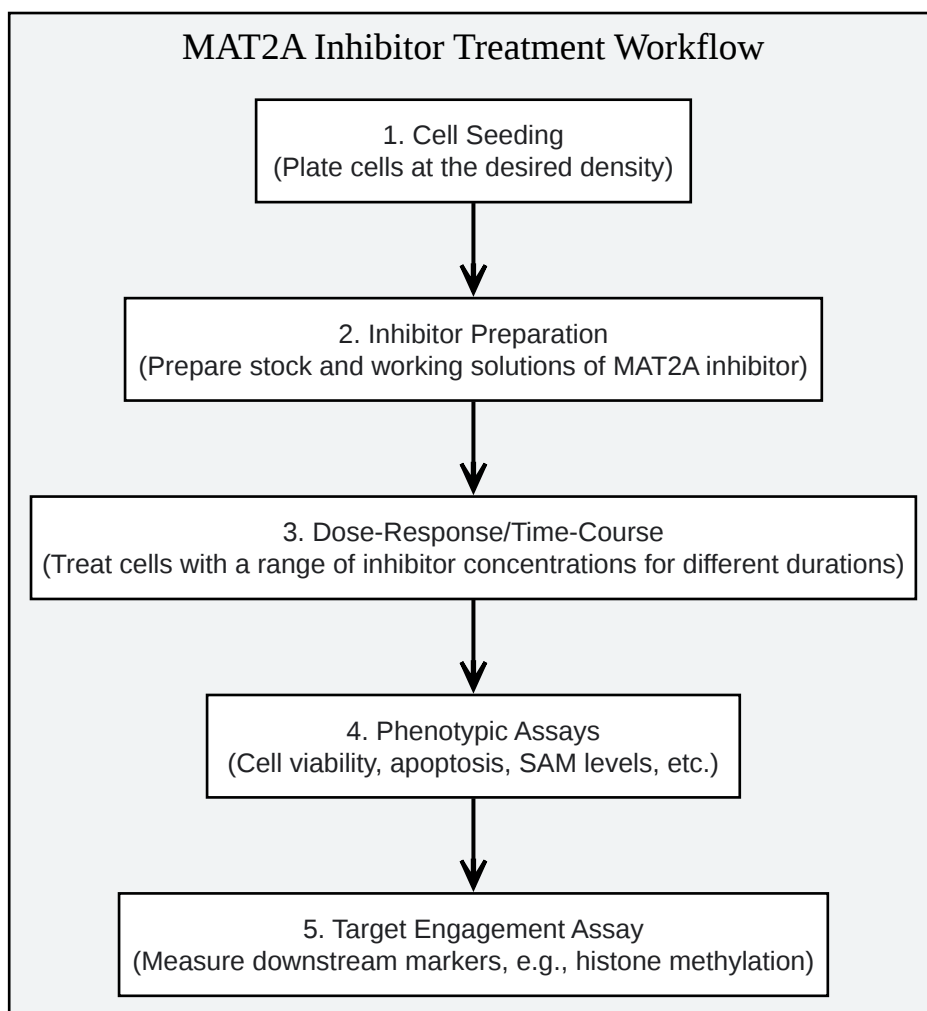 MAT2A Inhibitor Treatment Workflow
1. Cell Seeding
(Plate cells at the desired density)
2. Inhibitor Preparation
(Prepare stock and working solutions of MAT2A inhibitor)
3. Dose-Response/Time-Course
(Treat cells with a range of inhibitor concentrations for different durations)
4. Phenotypic Assays
(Cell viability, apoptosis, SAM levels, etc.)
5. Target Engagement Assay
(Measure downstream markers, e.g., histone methylation)